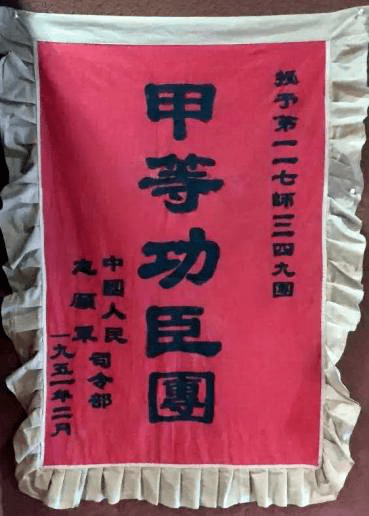 授予第一一七師三四九團
甲等功臣團
中國人民
志願軍
司令部
一九五一年二月